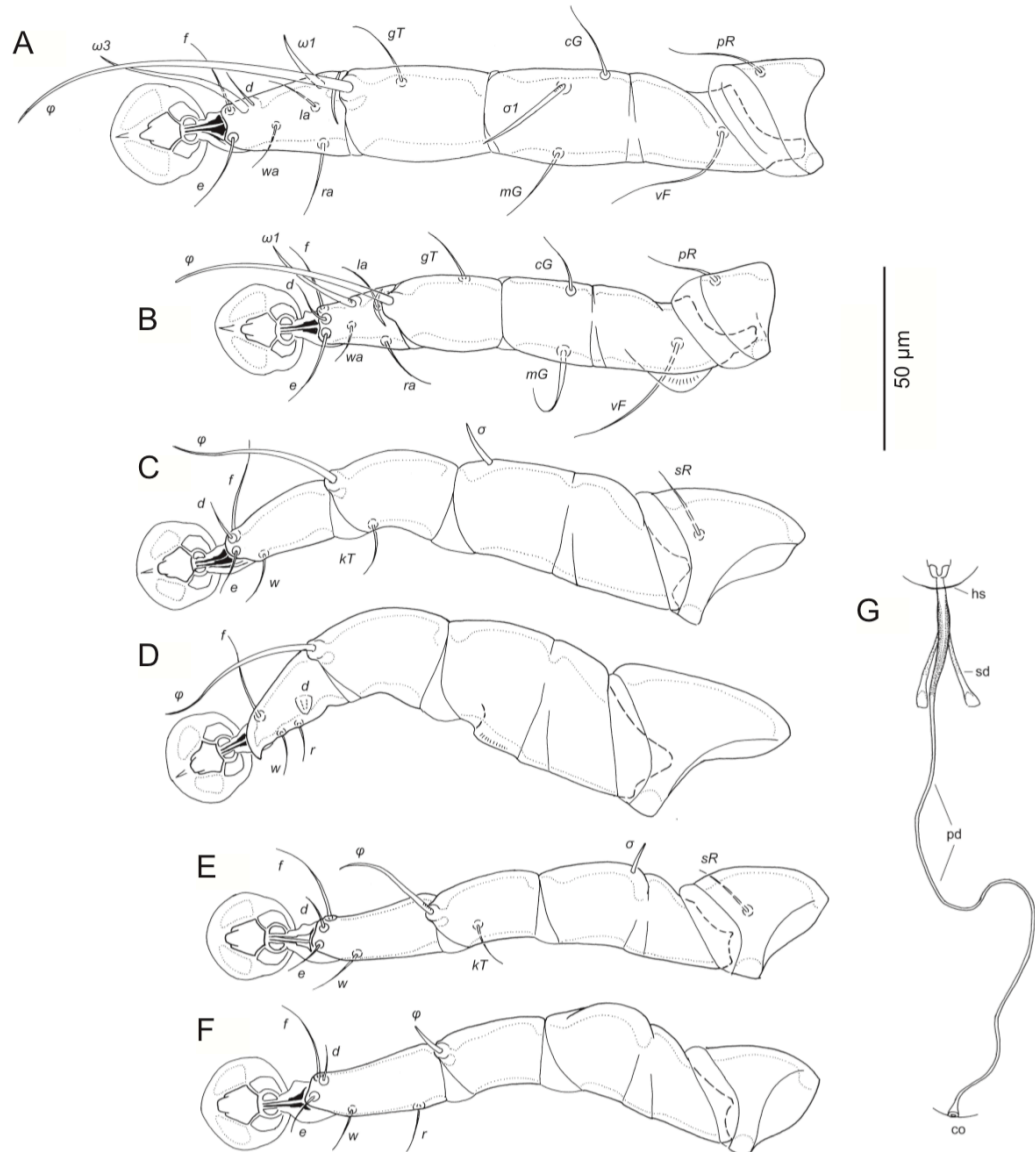 A
ω3
f
ω1
gT
cG
pR
d
la
σ1
φ
wa
ra
e
mG
vF
B
ω1
f
φ
la
gT
cG
pR
d
wa
ra
e
mG
vF
50 μm
C
φ
σ
sR
f
d
kT
e
w
D
f
d
φ
w
r
G
hs
sd
pd
co
E
f
φ
σ
sR
d
e
w
kT
F
f
d
φ
e
w
r